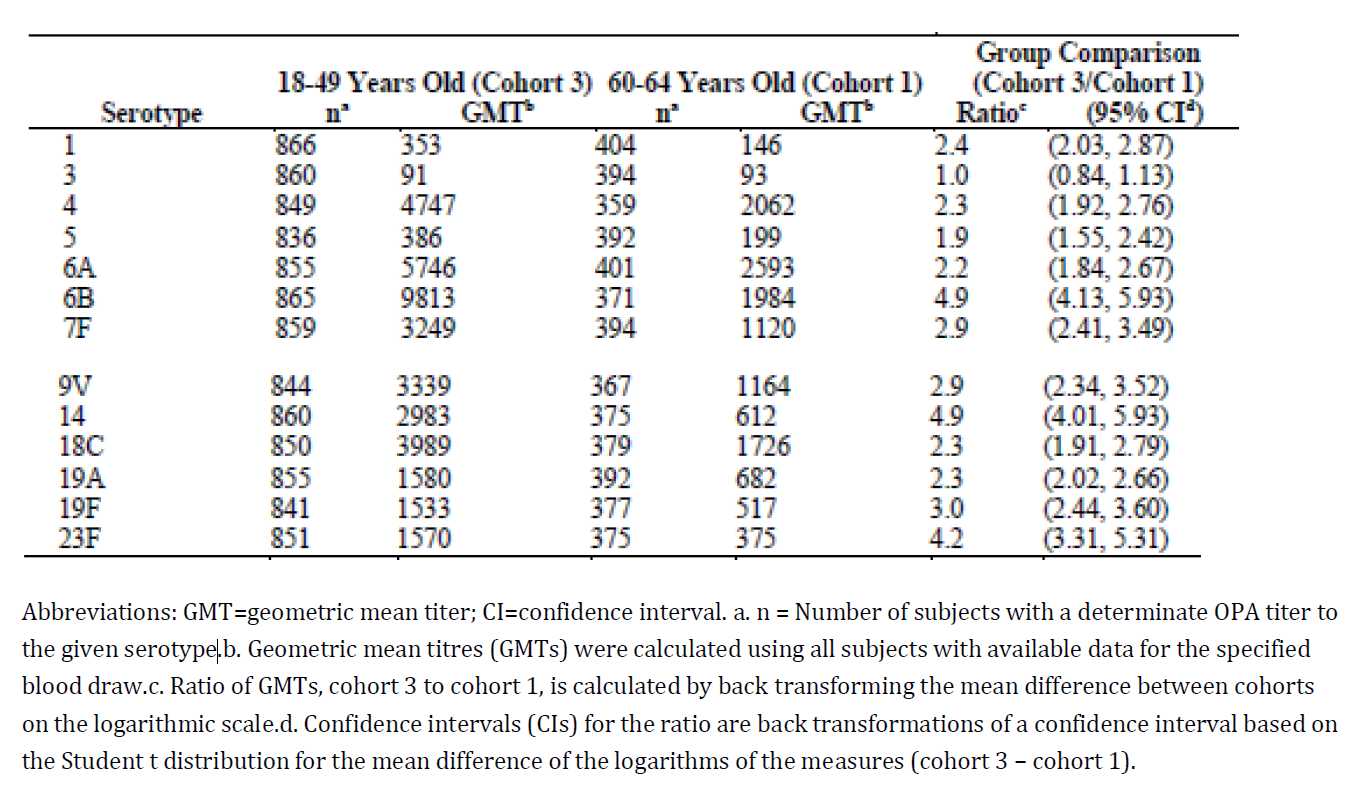 Group Comparison
18-49 Years Old (Cohort 3) 60-64 Years Old (Cohort 1) (Cohort 3/Cohort 1)
Serotype nᵃ GMTᵇ nᵃ GMTᵇ Ratioᶜ (95% CIᵈ)
1 866 353 404 146 2.4 (2.03, 2.87)
3 860 91 394 93 1.0 (0.84, 1.13)
4 849 4747 359 2062 2.3 (1.92, 2.76)
5 836 386 392 199 1.9 (1.55, 2.42)
6A 855 5746 401 2593 2.2 (1.84, 2.67)
6B 865 9813 371 1984 4.9 (4.13, 5.93)
7F 859 3249 394 1120 2.9 (2.41, 3.49)
9V 844 3339 367 1164 2.9 (2.34, 3.52)
14 860 2983 375 612 4.9 (4.01, 5.93)
18C 850 3989 379 1726 2.3 (1.91, 2.79)
19A 855 1580 392 682 2.3 (2.02, 2.66)
19F 841 1533 377 517 3.0 (2.44, 3.60)
23F 851 1570 375 375 4.2 (3.31, 5.31)
Abbreviations: GMT=geometric mean titer; CI=confidence interval. a. n = Number of subjects with a determinate OPA titer to
the given serotype.b. Geometric mean titres (GMTs) were calculated using all subjects with available data for the specified
blood draw.c. Ratio of GMTs, cohort 3 to cohort 1, is calculated by back transforming the mean difference between cohorts
on the logarithmic scale.d. Confidence intervals (CIs) for the ratio are back transformations of a confidence interval based on
the Student t distribution for the mean difference of the logarithms of the measures (cohort 3 – cohort 1).